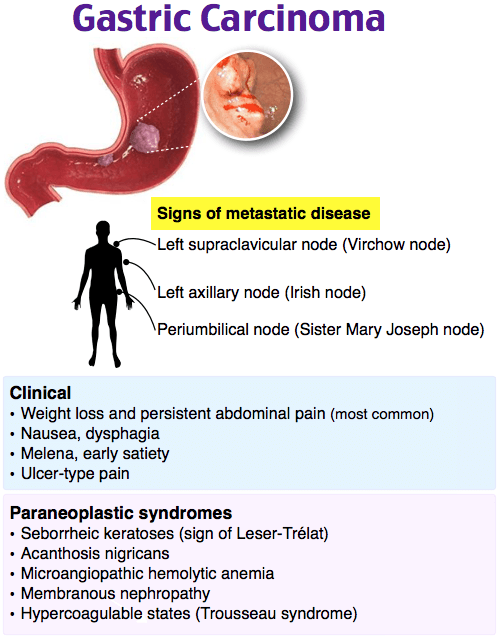 Gastric Carcinoma
Signs of metastatic disease
Left supraclavicular node (Virchow node)
Left axillary node (Irish node)
Periumbilical node (Sister Mary Joseph node)
Clinical
• Weight loss and persistent abdominal pain (most common)
• Nausea, dysphagia
• Melena, early satiety
• Ulcer-type pain
Paraneoplastic syndromes
• Seborrheic keratoses (sign of Leser-Trélat)
• Acanthosis nigricans
• Microangiopathic hemolytic anemia
• Membranous nephropathy
• Hypercoagulable states (Trousseau syndrome)